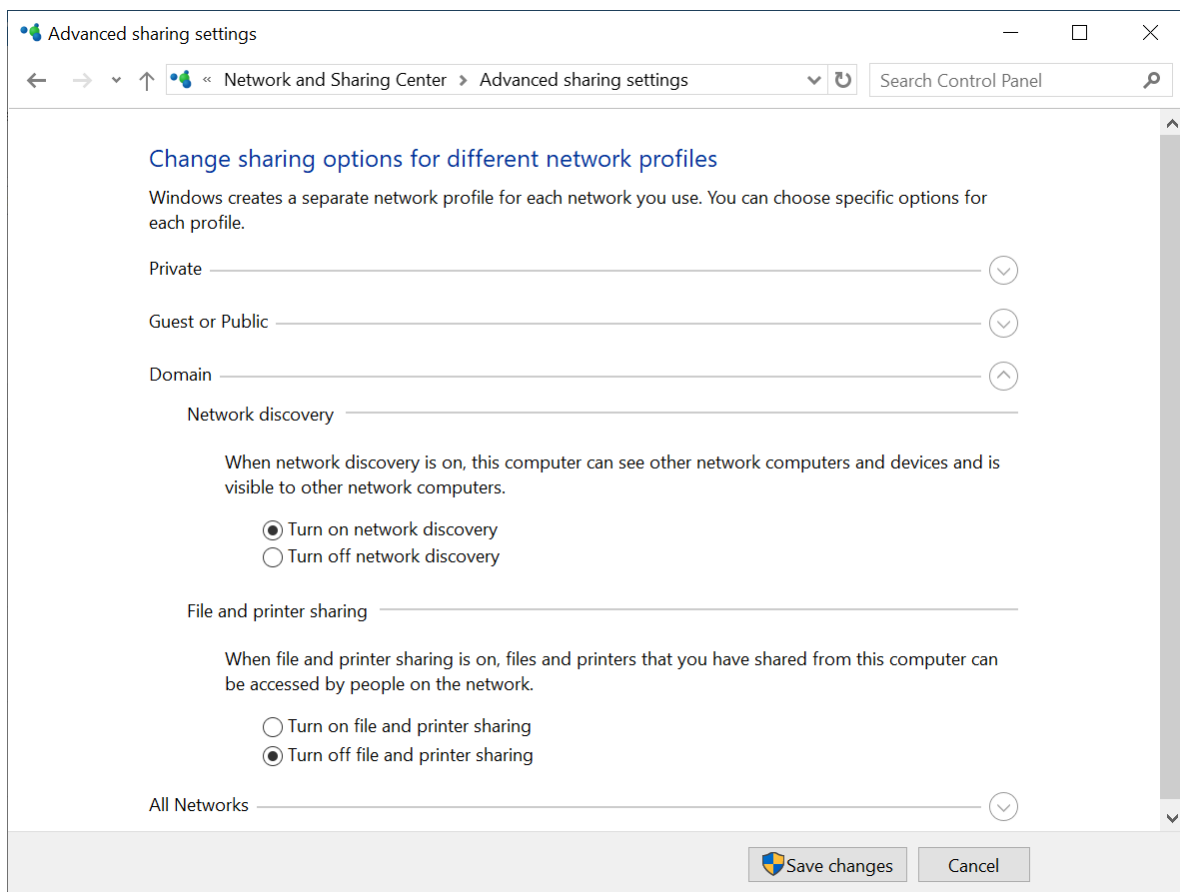 Advanced sharing settings
« Network and Sharing Center > Advanced sharing settings
Search Control Panel
Change sharing options for different network profiles
Windows creates a separate network profile for each network you use. You can choose specific options for
each profile.
Private
Guest or Public
Domain
Network discovery
When network discovery is on, this computer can see other network computers and devices and is
visible to other network computers.
Turn on network discovery
Turn off network discovery
File and printer sharing
When file and printer sharing is on, files and printers that you have shared from this computer can
be accessed by people on the network.
Turn on file and printer sharing
Turn off file and printer sharing
All Networks
Save changes
Cancel